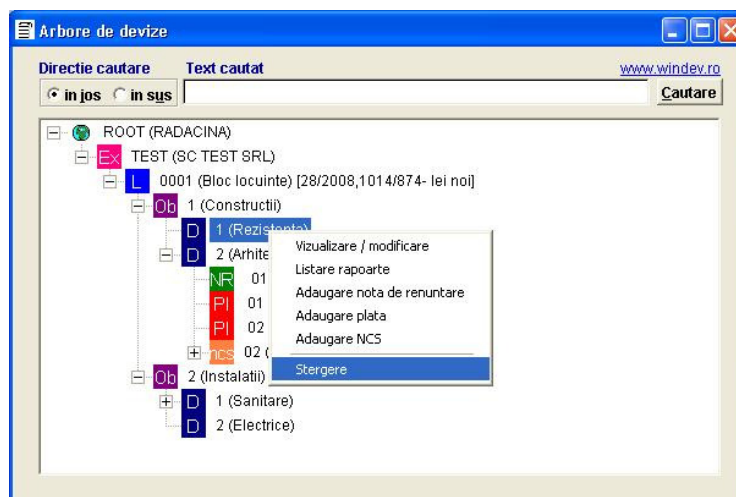 Arbore de devize
Directie cautare Text cautat www.windev.ro
in jos in sus Cautare
ROOT (RADACINA)
Ex TEST (SC TEST SRL)
L 0001 (Bloc locuinte) [28/2008,1014/874- lei noi]
Ob 1 (Constructii)
D 1 (Rezistenta)
D 2 (Arhite
NR 01
Pl 01
Pl 02
ncs 02 (
Vizualizare / modificare
Listare rapoarte
Adaugare nota de renuntare
Adaugare plata
Adaugare NCS
Stergere
Ob 2 (Instalatii)
D 1 (Sanitare)
D 2 (Electrice)